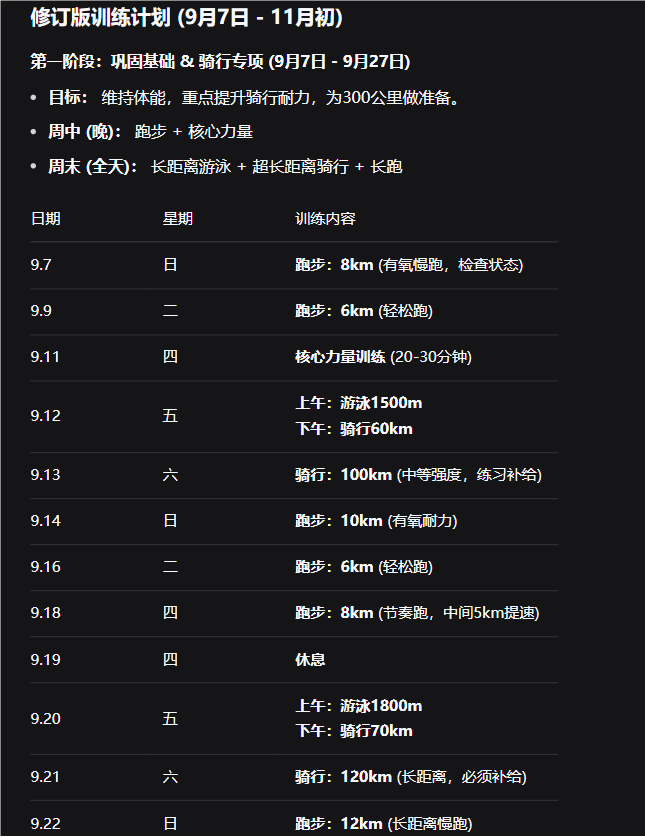 修订版训练计划 (9月7日 - 11月初)
第一阶段：巩固基础 & 骑行专项 (9月7日 - 9月27日)
• 目标： 维持体能，重点提升骑行耐力，为300公里做准备。
• 周中 (晚)： 跑步 + 核心力量
• 周末 (全天)： 长距离游泳 + 超长距离骑行 + 长跑
日期 星期 训练内容
9.7 日 跑步：8km (有氧慢跑，检查状态)
9.9 二 跑步：6km (轻松跑)
9.11 四 核心力量训练 (20-30分钟)
9.12 五 上午：游泳1500m
下午：骑行60km
9.13 六 骑行：100km (中等强度，练习补给)
9.14 日 跑步：10km (有氧耐力)
9.16 二 跑步：6km (轻松跑)
9.18 四 跑步：8km (节奏跑，中间5km提速)
9.19 四 休息
9.20 五 上午：游泳1800m
下午：骑行70km
9.21 六 骑行：120km (长距离，必须补给)
9.22 日 跑步：12km (长距离慢跑)